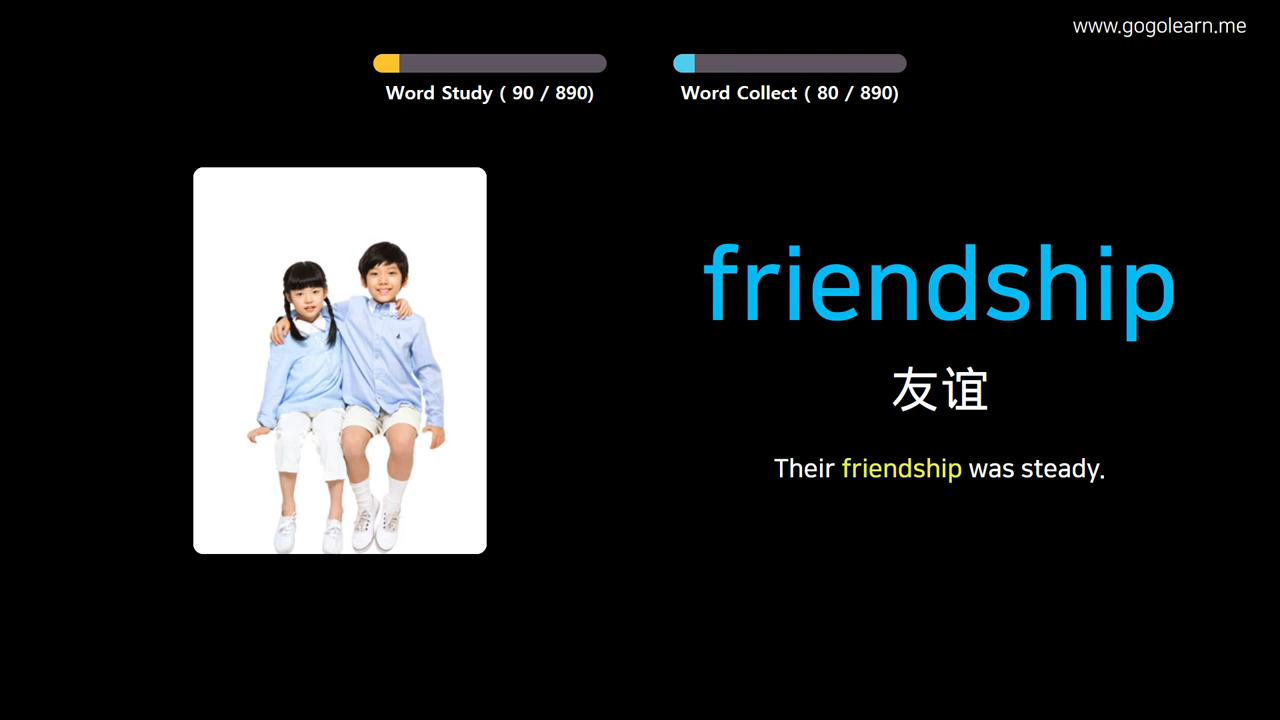 www.gogolearn.me
Word Study ( 90 / 890)
Word Collect ( 80 / 890)
friendship
友谊
Their friendship was steady.